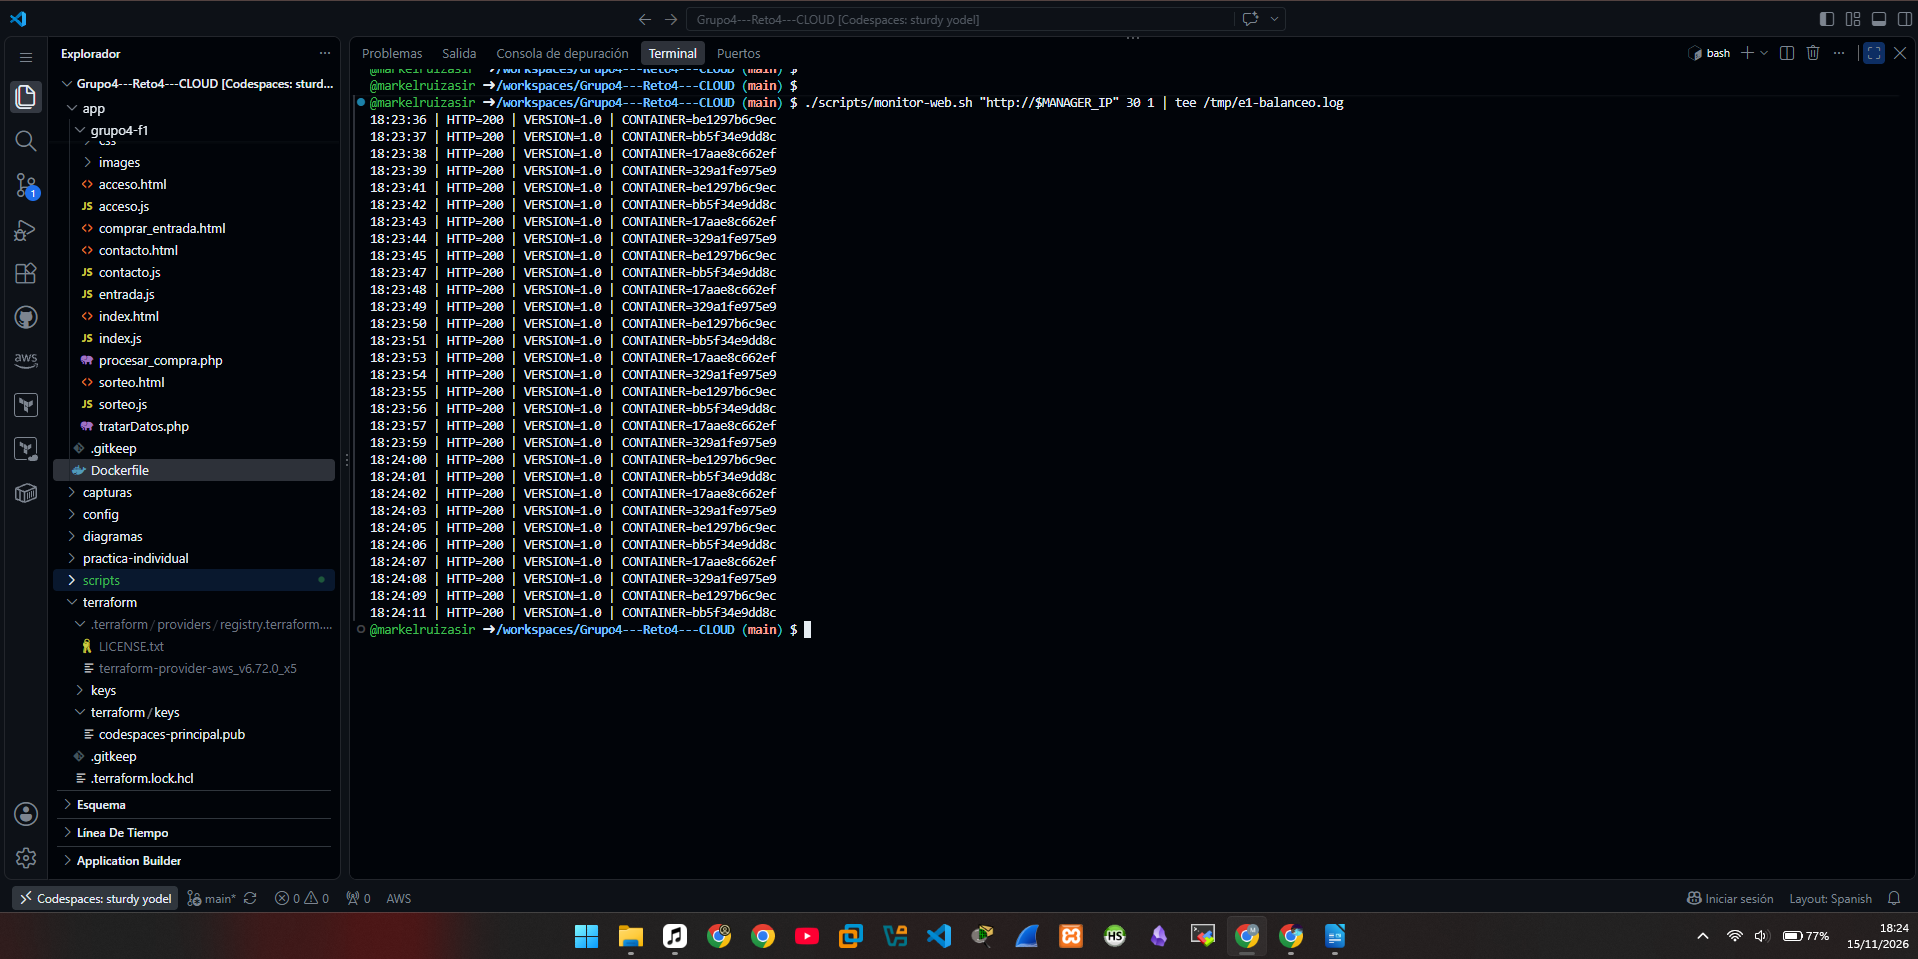 Grupo4---Reto4---CLOUD [Codespaces: sturdy yodel]
Explorador
Grupo4---Reto4---CLOUD [Codespaces: sturd...
app
grupo4-f1
css
images
acceso.html
JS acceso.js
comprar_entrada.html
contacto.html
JS contacto.js
JS entrada.js
index.html
JS index.js
procesar_compra.php
sorteo.html
JS sorteo.js
tratarDatos.php
.gitkeep
Dockerfile
capturas
config
diagramas
practica-individual
scripts
terraform
.terraform / providers / registry.terraform....
LICENSE.txt
terraform-provider-aws_v6.72.0_x5
keys
terraform / keys
codespaces-principal.pub
.gitkeep
.terraform.lock.hcl
Esquema
Línea De Tiempo
Application Builder
1
aws
Problemas Salida Consola de depuración Terminal Puertos
bash
@markelruizasir ➜/workspaces/Grupo4---Reto4---CLOUD (main) $
@markelruizasir ➜/workspaces/Grupo4---Reto4---CLOUD (main) $
@markelruizasir ➜/workspaces/Grupo4---Reto4---CLOUD (main) $ ./scripts/monitor-web.sh "http://$MANAGER_IP" 30 1 | tee /tmp/e1-balanceo.log
18:23:36 | HTTP=200 | VERSION=1.0 | CONTAINER=be1297b6c9ec
18:23:37 | HTTP=200 | VERSION=1.0 | CONTAINER=bb5f34e9dd8c
18:23:38 | HTTP=200 | VERSION=1.0 | CONTAINER=17aae8c662ef
18:23:39 | HTTP=200 | VERSION=1.0 | CONTAINER=329a1fe975e9
18:23:41 | HTTP=200 | VERSION=1.0 | CONTAINER=be1297b6c9ec
18:23:42 | HTTP=200 | VERSION=1.0 | CONTAINER=bb5f34e9dd8c
18:23:43 | HTTP=200 | VERSION=1.0 | CONTAINER=17aae8c662ef
18:23:44 | HTTP=200 | VERSION=1.0 | CONTAINER=329a1fe975e9
18:23:45 | HTTP=200 | VERSION=1.0 | CONTAINER=be1297b6c9ec
18:23:47 | HTTP=200 | VERSION=1.0 | CONTAINER=bb5f34e9dd8c
18:23:48 | HTTP=200 | VERSION=1.0 | CONTAINER=17aae8c662ef
18:23:49 | HTTP=200 | VERSION=1.0 | CONTAINER=329a1fe975e9
18:23:50 | HTTP=200 | VERSION=1.0 | CONTAINER=be1297b6c9ec
18:23:51 | HTTP=200 | VERSION=1.0 | CONTAINER=bb5f34e9dd8c
18:23:53 | HTTP=200 | VERSION=1.0 | CONTAINER=17aae8c662ef
18:23:54 | HTTP=200 | VERSION=1.0 | CONTAINER=329a1fe975e9
18:23:55 | HTTP=200 | VERSION=1.0 | CONTAINER=be1297b6c9ec
18:23:56 | HTTP=200 | VERSION=1.0 | CONTAINER=bb5f34e9dd8c
18:23:57 | HTTP=200 | VERSION=1.0 | CONTAINER=17aae8c662ef
18:23:59 | HTTP=200 | VERSION=1.0 | CONTAINER=329a1fe975e9
18:24:00 | HTTP=200 | VERSION=1.0 | CONTAINER=be1297b6c9ec
18:24:01 | HTTP=200 | VERSION=1.0 | CONTAINER=bb5f34e9dd8c
18:24:02 | HTTP=200 | VERSION=1.0 | CONTAINER=17aae8c662ef
18:24:03 | HTTP=200 | VERSION=1.0 | CONTAINER=329a1fe975e9
18:24:05 | HTTP=200 | VERSION=1.0 | CONTAINER=be1297b6c9ec
18:24:06 | HTTP=200 | VERSION=1.0 | CONTAINER=bb5f34e9dd8c
18:24:07 | HTTP=200 | VERSION=1.0 | CONTAINER=17aae8c662ef
18:24:08 | HTTP=200 | VERSION=1.0 | CONTAINER=329a1fe975e9
18:24:09 | HTTP=200 | VERSION=1.0 | CONTAINER=be1297b6c9ec
18:24:11 | HTTP=200 | VERSION=1.0 | CONTAINER=bb5f34e9dd8c
@markelruizasir ➜/workspaces/Grupo4---Reto4---CLOUD (main) $
Codespaces: sturdy yodel main* 0 0 0 AWS Iniciar sesión Layout: Spanish
HS
77%
18:24
15/11/2026